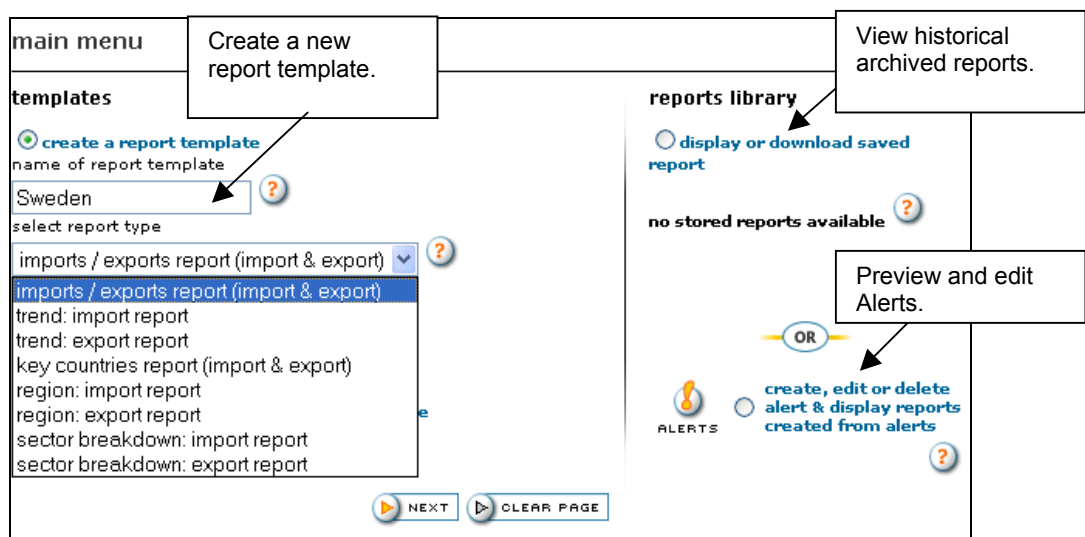 main menu
Create a new
report template.
View historical
archived reports.
templates
create a report template
name of report template
Sweden
select report type
imports / exports report (import & export)
imports / exports report (import & export)
trend: import report
trend: export report
key countries report (import & export)
region: import report
region: export report
sector breakdown: import report
sector breakdown: export report
e
NEXT
CLEAR PAGE
reports library
display or download saved
report
no stored reports available
Preview and edit
Alerts.
OR
ALERTS
create, edit or delete
alert & display reports
created from alerts
?
?
?
?